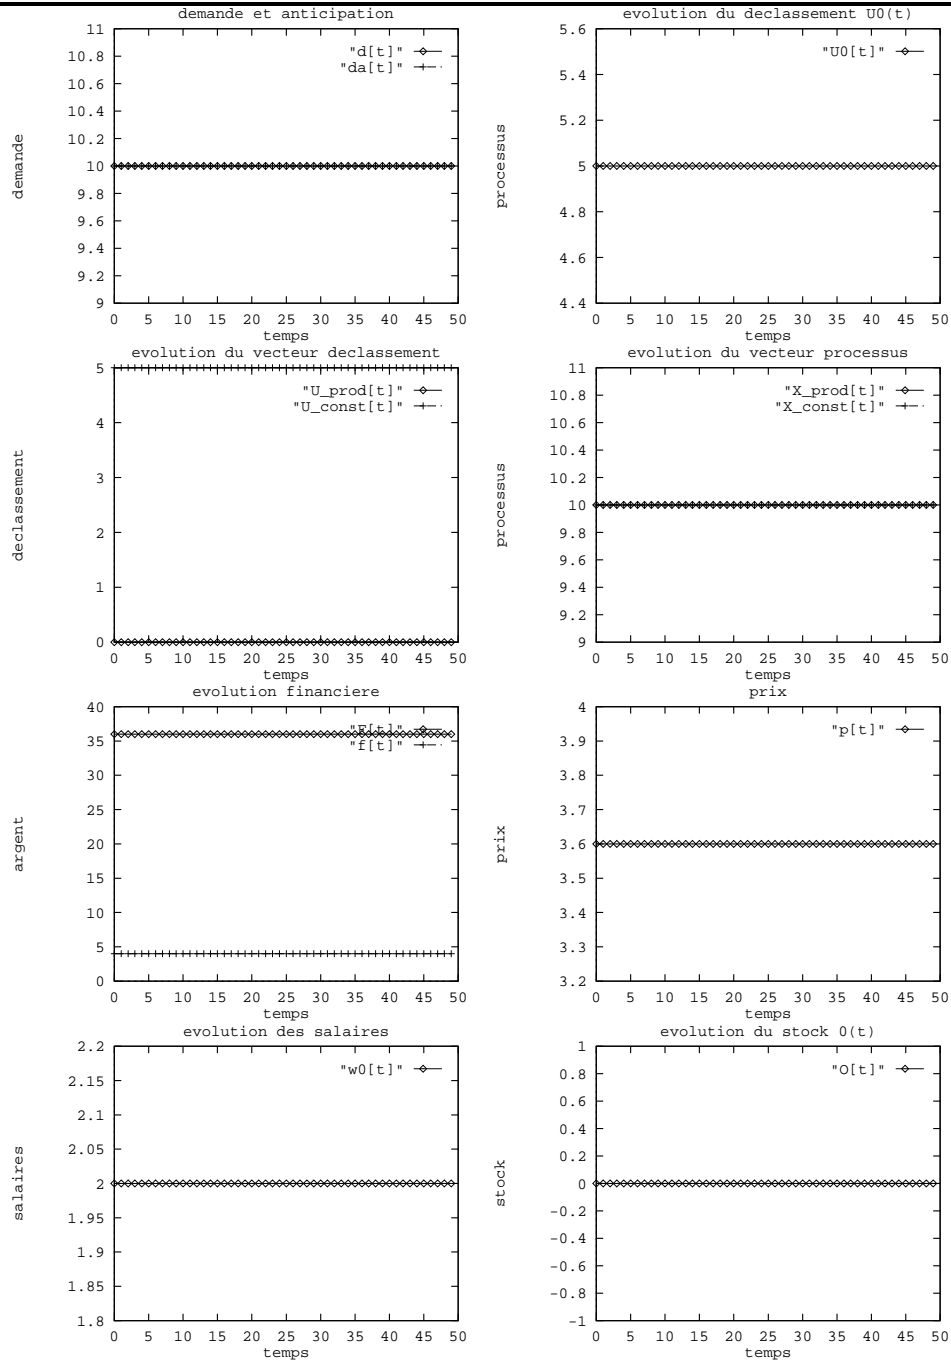 demande et anticipation
11
10.8
10.6
10.4
10.2
10
9.8
9.6
9.4
9.2
9
"d[t]"
"da[t]"
demande
0 5 10 15 20 25 30 35 40 45 50
temps
evolution du declassement U0(t)
5.6
5.4
5.2
5
4.8
4.6
4.4
"U0[t]"
processus
0 5 10 15 20 25 30 35 40 45 50
temps
evolution du vecteur declassement
5
4
3
2
1
0
"U_prod[t]"
"U_const[t]"
declassement
0 5 10 15 20 25 30 35 40 45 50
temps
evolution du vecteur processus
11
10.8
10.6
10.4
10.2
10
9.8
9.6
9.4
9.2
9
"X_prod[t]"
"X_const[t]"
processus
0 5 10 15 20 25 30 35 40 45 50
temps
evolution financiere
40
35
30
25
20
15
10
5
0
"F[t]"
"f[t]"
argent
0 5 10 15 20 25 30 35 40 45 50
temps
prix
4
3.9
3.8
3.7
3.6
3.5
3.4
3.3
3.2
"p[t]"
prix
0 5 10 15 20 25 30 35 40 45 50
temps
evolution des salaires
2.2
2.15
2.1
2.05
2
1.95
1.9
1.85
1.8
"w0[t]"
salaires
0 5 10 15 20 25 30 35 40 45 50
temps
evolution du stock 0(t)
1
0.8
0.6
0.4
0.2
0
-0.2
-0.4
-0.6
-0.8
-1
"O[t]"
stock
0 5 10 15 20 25 30 35 40 45 50
temps